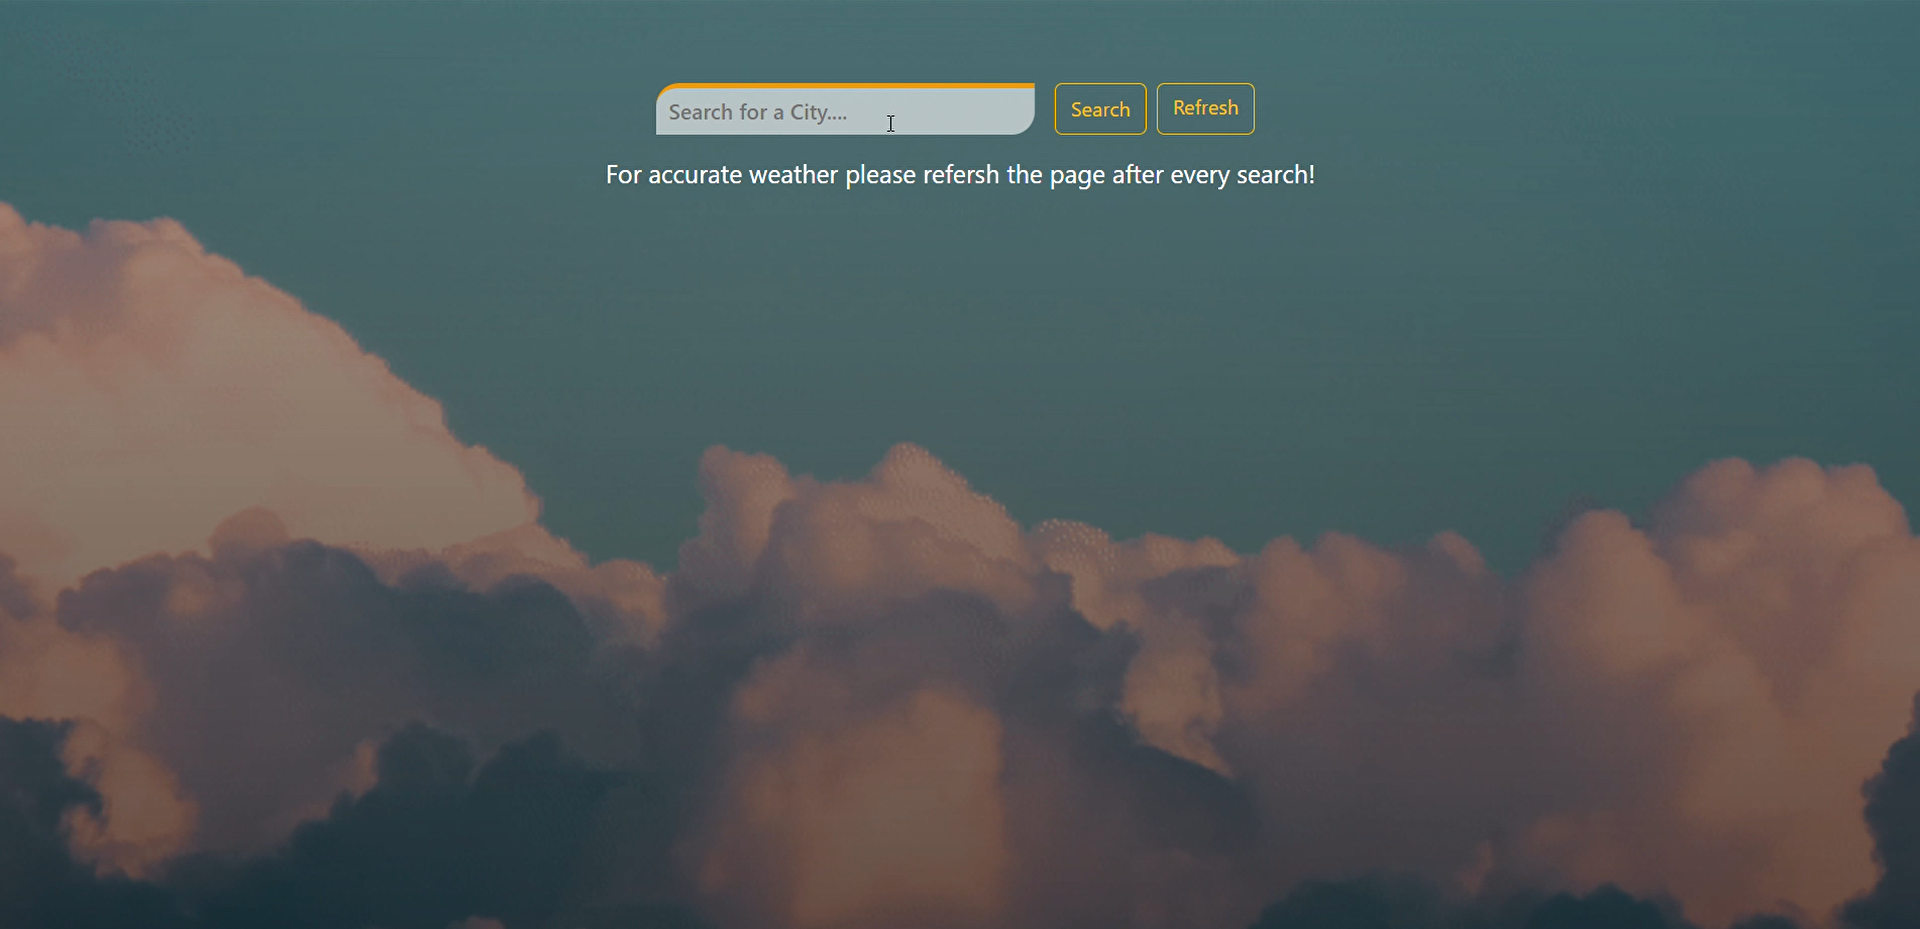 Search for a City.... Search Refresh
For accurate weather please refersh the page after every search!